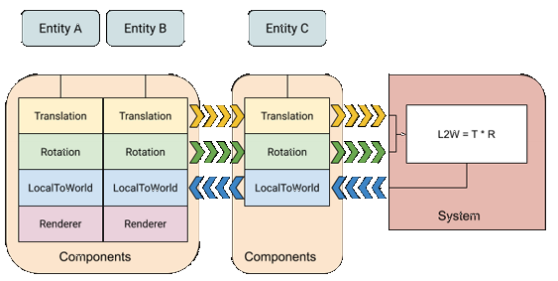 Entity A
Entity B
Entity C
Translation
Translation
Translation
Rotation
Rotation
Rotation
LocalToWorld
LocalToWorld
LocalToWorld
Renderer
Renderer
L2W = T * R
System
Components
Components